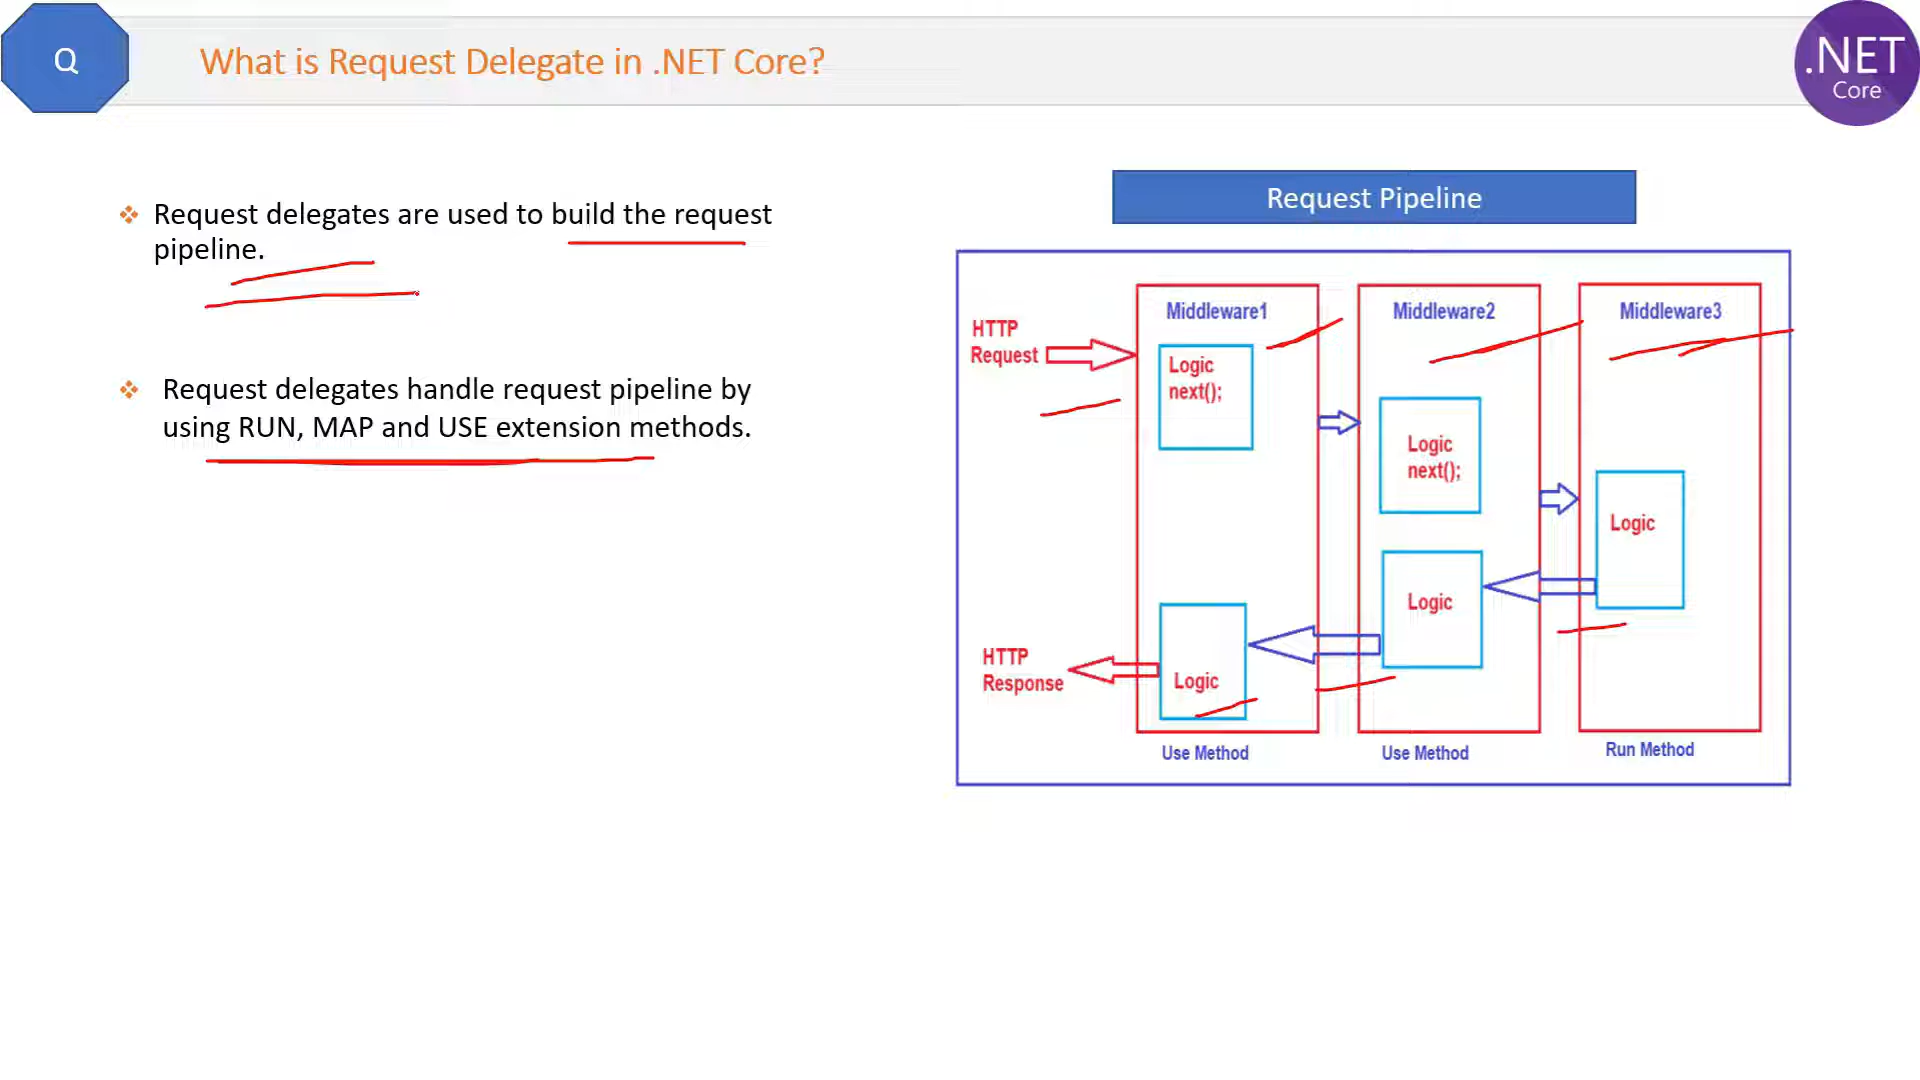 Q
What is Request Delegate in .NET Core?
.NET
Core
❖ Request delegates are used to build the request
pipeline.
❖ Request delegates handle request pipeline by
using RUN, MAP and USE extension methods.
Request Pipeline
HTTP
Request
Middleware1
Logic
next();
Middleware2
Logic
next();
Middleware3
Logic
Logic
Logic
HTTP
Response
Use Method
Use Method
Run Method